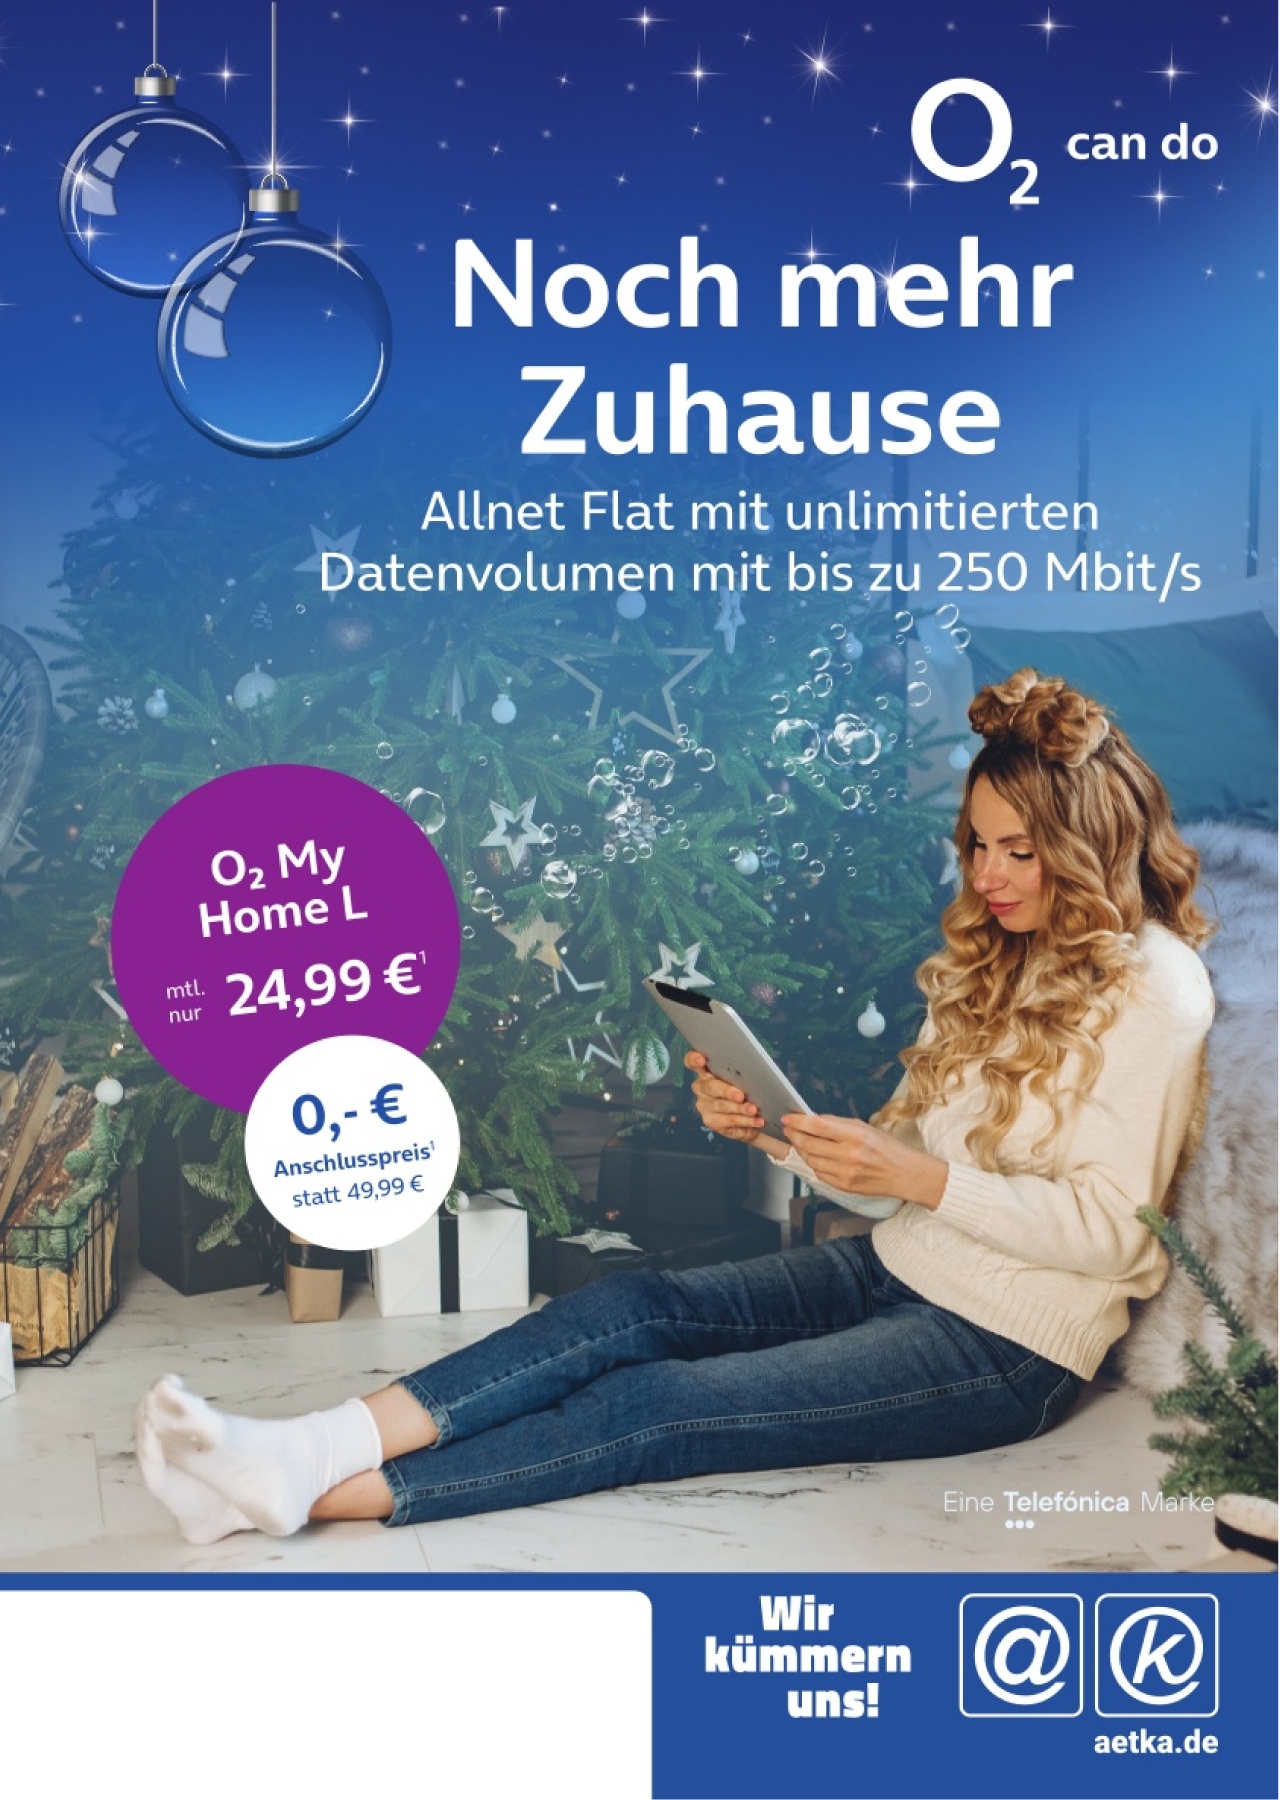 O₂ can do
Noch mehr
Zuhause
Allnet Flat mit unlimitierten
Datenvolumen mit bis zu 250 Mbit/s
O₂ My
Home L
mtl.
nur 24,99 €¹
0,- €
Anschlusspreis¹
statt 49,99 €
Eine Telefónica Marke
Wir
kümmern
uns!
@ k
aetka.de